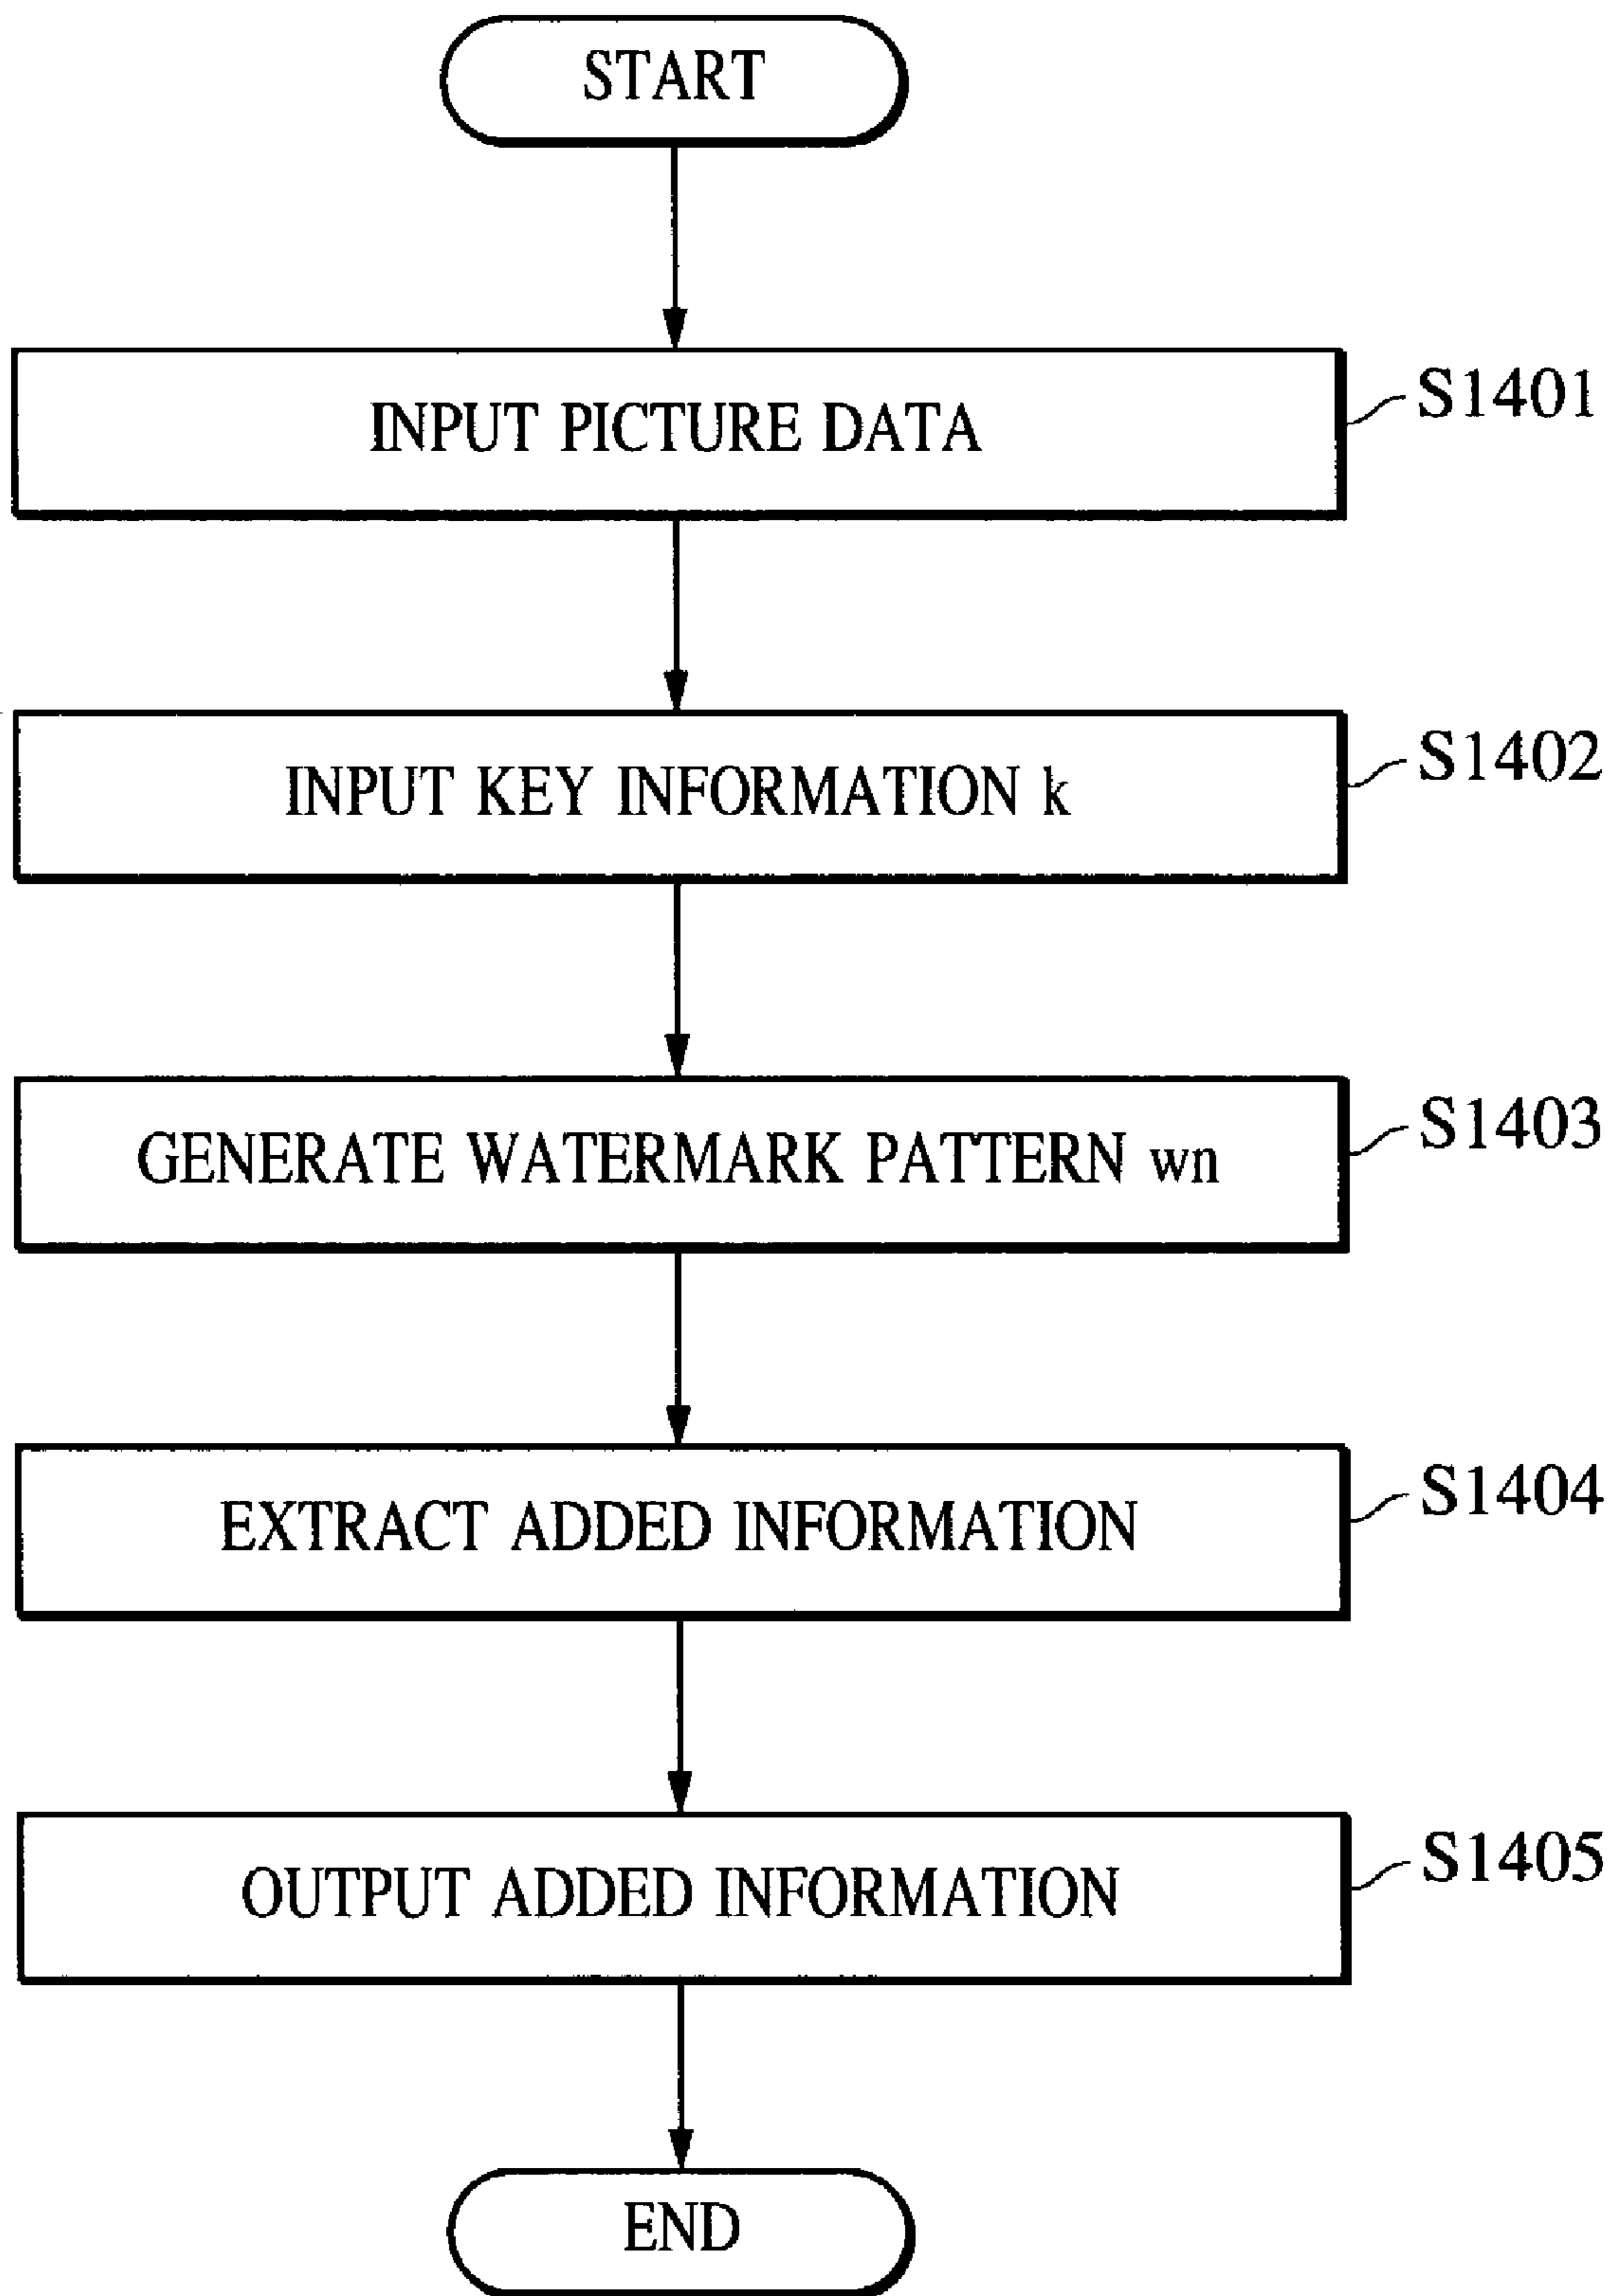 START
INPUT PICTURE DATA
S1401
INPUT KEY INFORMATION k
S1402
GENERATE WATERMARK PATTERN wn
S1403
EXTRACT ADDED INFORMATION
S1404
OUTPUT ADDED INFORMATION
S1405
END